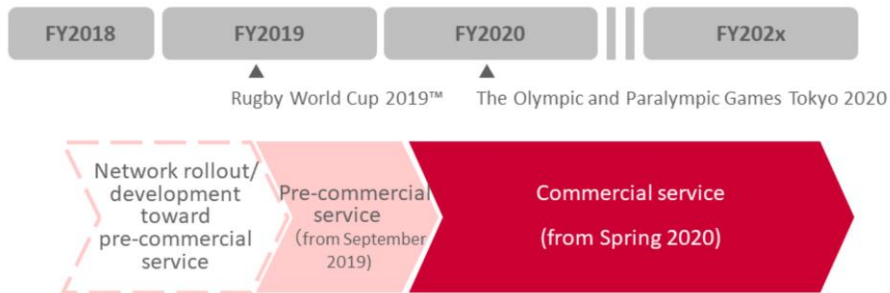 FY2018 FY2019 FY2020 FY202x
Rugby World Cup 2019™ The Olympic and Paralympic Games Tokyo 2020
Network rollout/
development
toward
pre-commercial
service
Pre-commercial
service
(from September
2019)
Commercial service
(from Spring 2020)